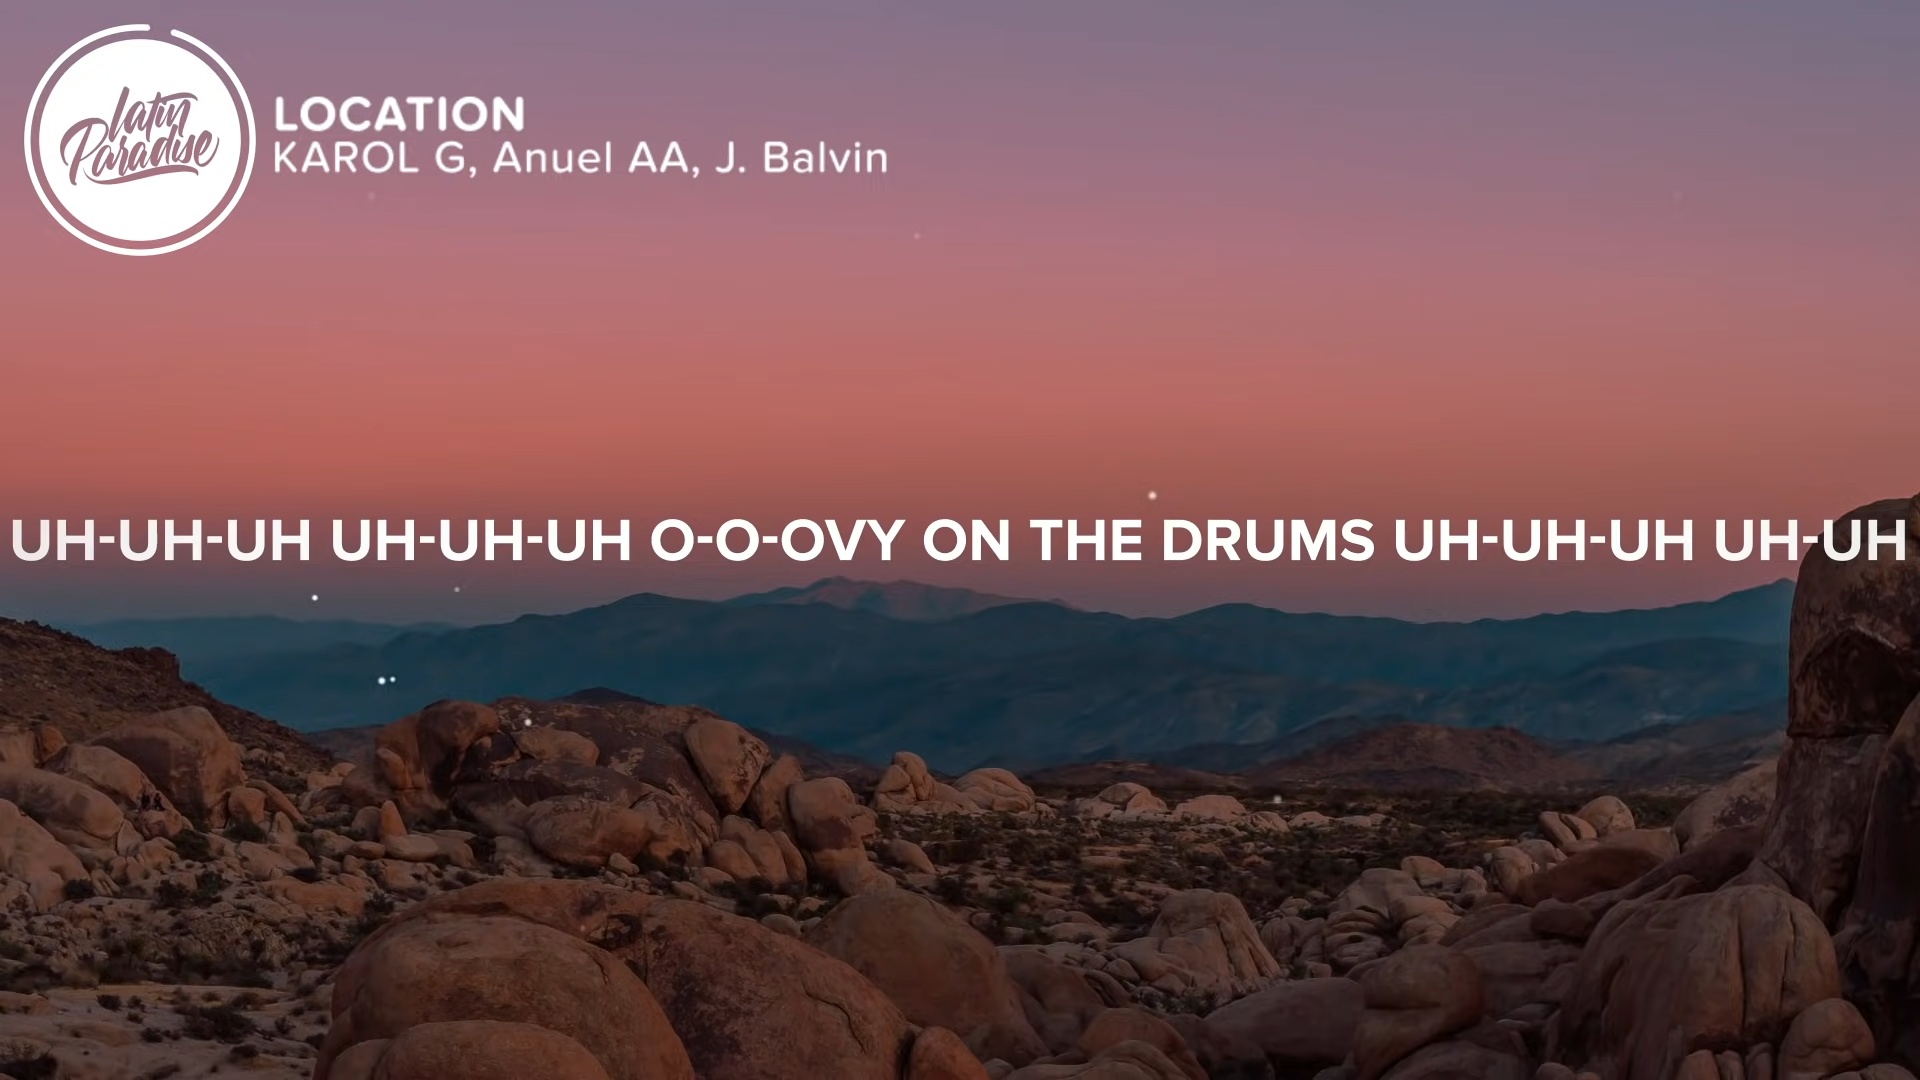 latin
Paradise
LOCATION
KAROL G, Anuel AA, J. Balvin
UH-UH-UH UH-UH-UH O-O-OVY ON THE DRUMS UH-UH-UH UH-UH